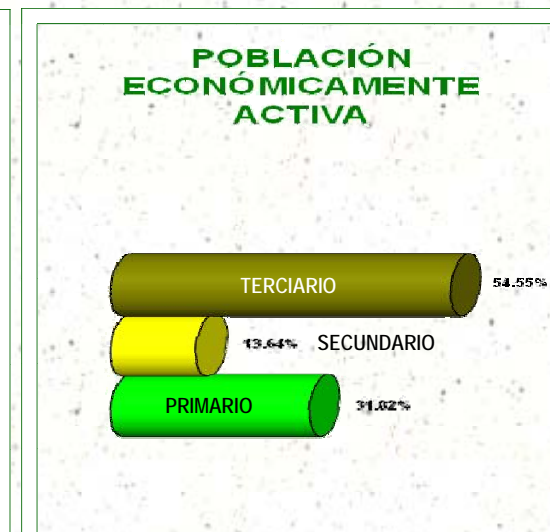 POBLACIÓN
ECONÓMICAMENTE
ACTIVA
TERCIARIO 54.55%
13.64% SECUNDARIO
PRIMARIO 31.82%